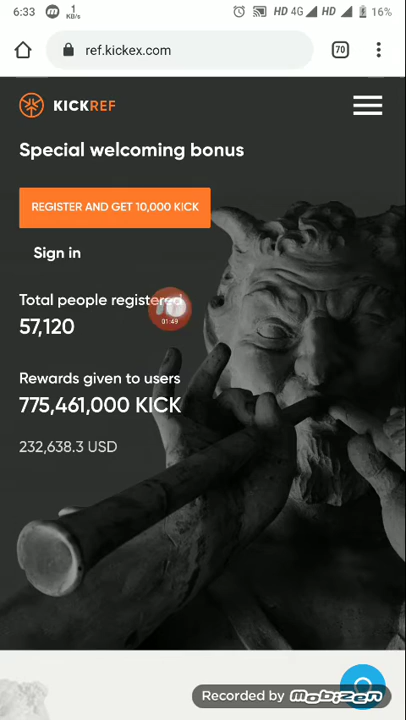 6:33
1
KB/s
HD 4G
HD
16%
ref.kickex.com
70
KICKREF
Special welcoming bonus
REGISTER AND GET 10,000 KICK
Sign in
Total people registered
01:49
57,120
Rewards given to users
775,461,000 KICK
232,638.3 USD
Recorded by mobizen